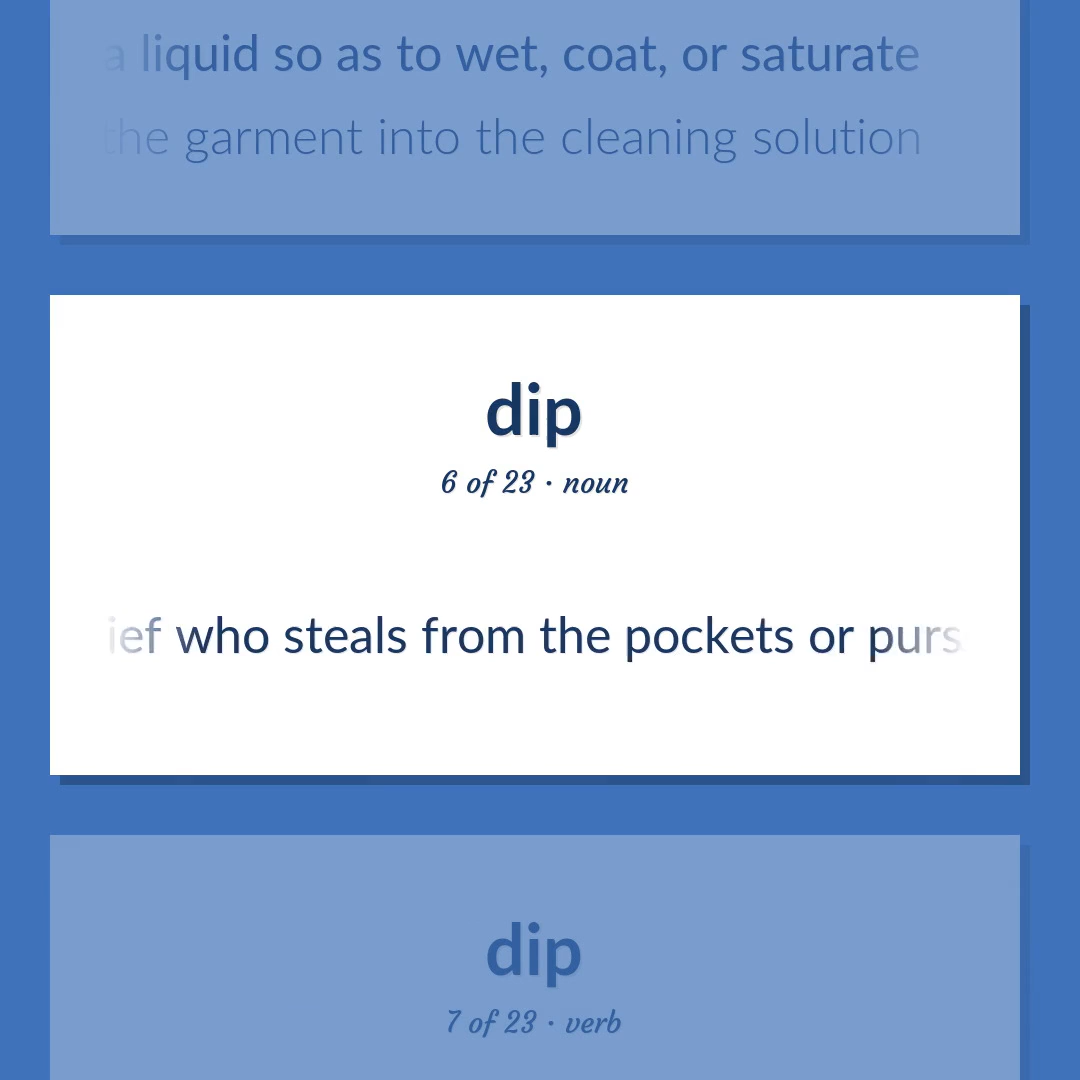 a liquid so as to wet, coat, or saturate
the garment into the cleaning solution
dip
6 of 23 · noun
who steals from the pockets or
dip
7 of 23 · verb